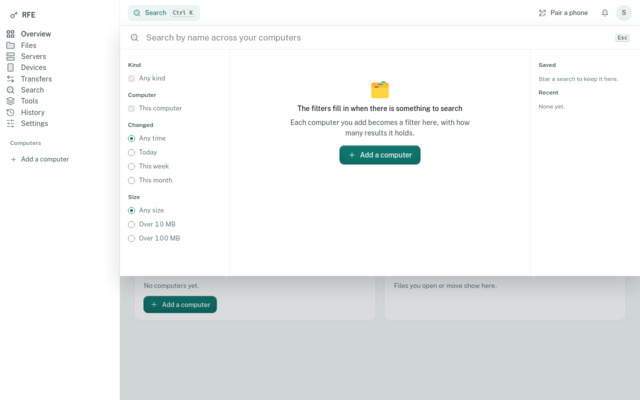 RFE
Search Ctrl K
Pair a phone
S
Overview
Files
Servers
Devices
Transfers
Search
Tools
History
Settings
Computers
Add a computer
Search by name across your computers
Esc
Kind
Any kind
Computer
This computer
Changed
Any time
Today
This week
This month
Size
Any size
Over 10 MB
Over 100 MB
The filters fill in when there is something to search
Each computer you add becomes a filter here, with how
many results it holds.
Add a computer
Saved
Star a search to keep it here.
Recent
None yet.
No computers yet.
Add a computer
Files you open or move show here.